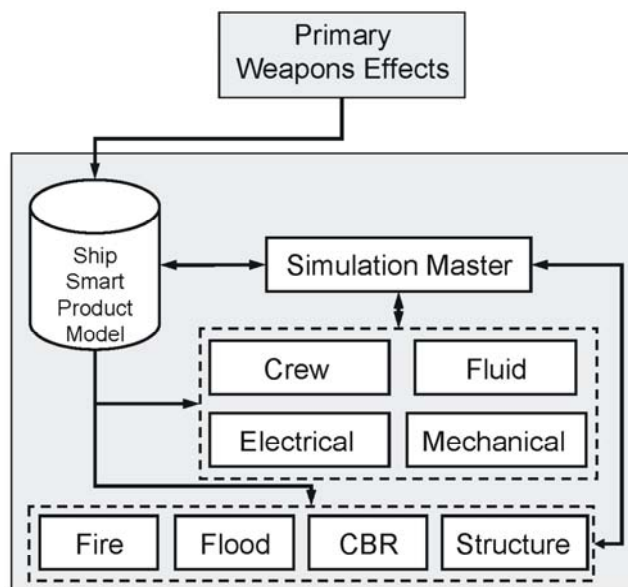 Primary
Weapons Effects
Ship
Smart
Product
Model
Simulation Master
Crew
Fluid
Electrical
Mechanical
Fire
Flood
CBR
Structure